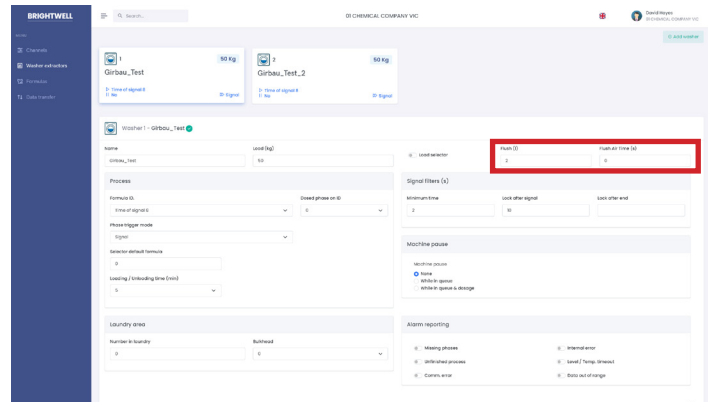 BRIGHTWELL
Search...
01 CHEMICAL COMPANY VIC
David Hayes
01 CHEMICAL COMPANY VIC
MENU
Add washer
Channels
Washer extractors
Formulas
Data transfer
1
50 Kg
Girbau_Test
Time of signal 8
No
Signal
2
50 Kg
Girbau_Test_2
Time of signal 8
No
Signal
Washer 1 - Girbau_Test
Name
Load (kg)
Load selector
Flush (l)
Flush Air Time (s)
Girbau_Test
50
2
0
Process
Signal filters (s)
Formula ID.
Dosed phase on ID
Minimum time
Lock after signal
Lock after end
Time of signal 8
0
2
10
Phase trigger mode
Signal
Machine pause
Selector default formula
0
Machine pause
None
While in queue
While in queue & dosage
Loading / Unloading time (min)
5
Laundry area
Alarm reporting
Number in laundry
Bulkhead
0
0
Missing phases
Internal error
Unfinished process
Level / Temp. timeout
Comm. error
Data out of range